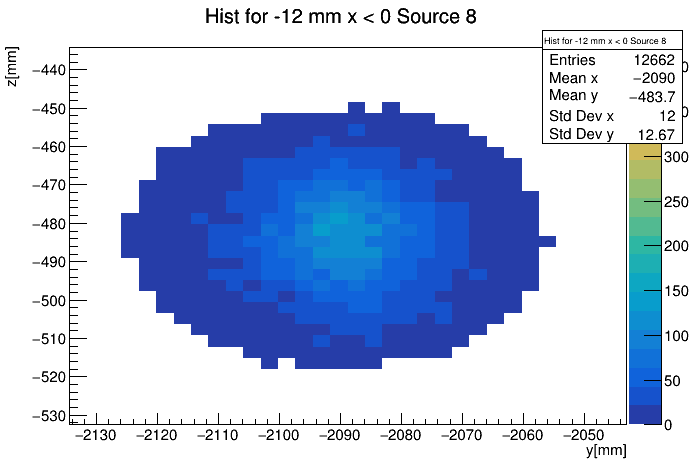 Hist for -12 mm x < 0 Source 8
Hist for -12 mm x < 0 Source 8
Entries 12662
Mean x −2090
Mean y −483.7
Std Dev x 12
Std Dev y 12.67
z[mm]
−440
−450
−460
−470
−480
−490
−500
−510
−520
−530
300
250
200
150
100
50
0
−2130 −2120 −2110 −2100 −2090 −2080 −2070 −2060 −2050
y[mm]